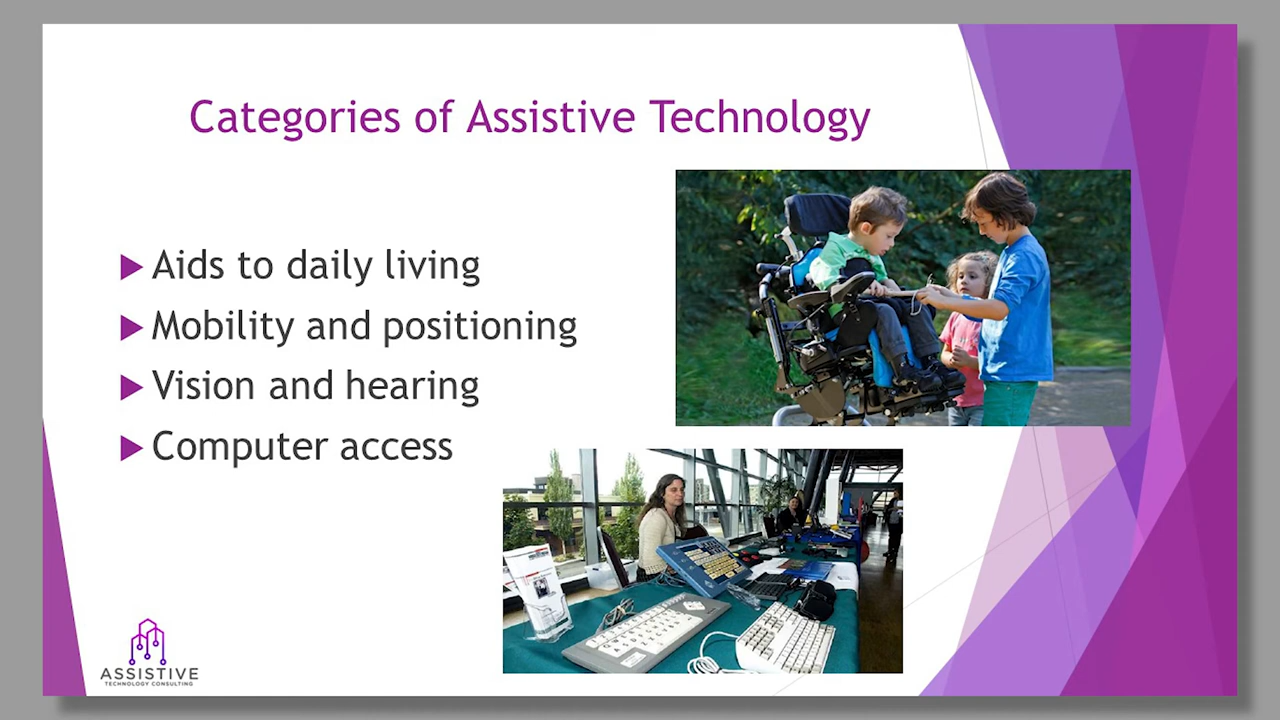 Categories of Assistive Technology
Aids to daily living
Mobility and positioning
Vision and hearing
Computer access
ASSISTIVE
TECHNOLOGY CONSULTING